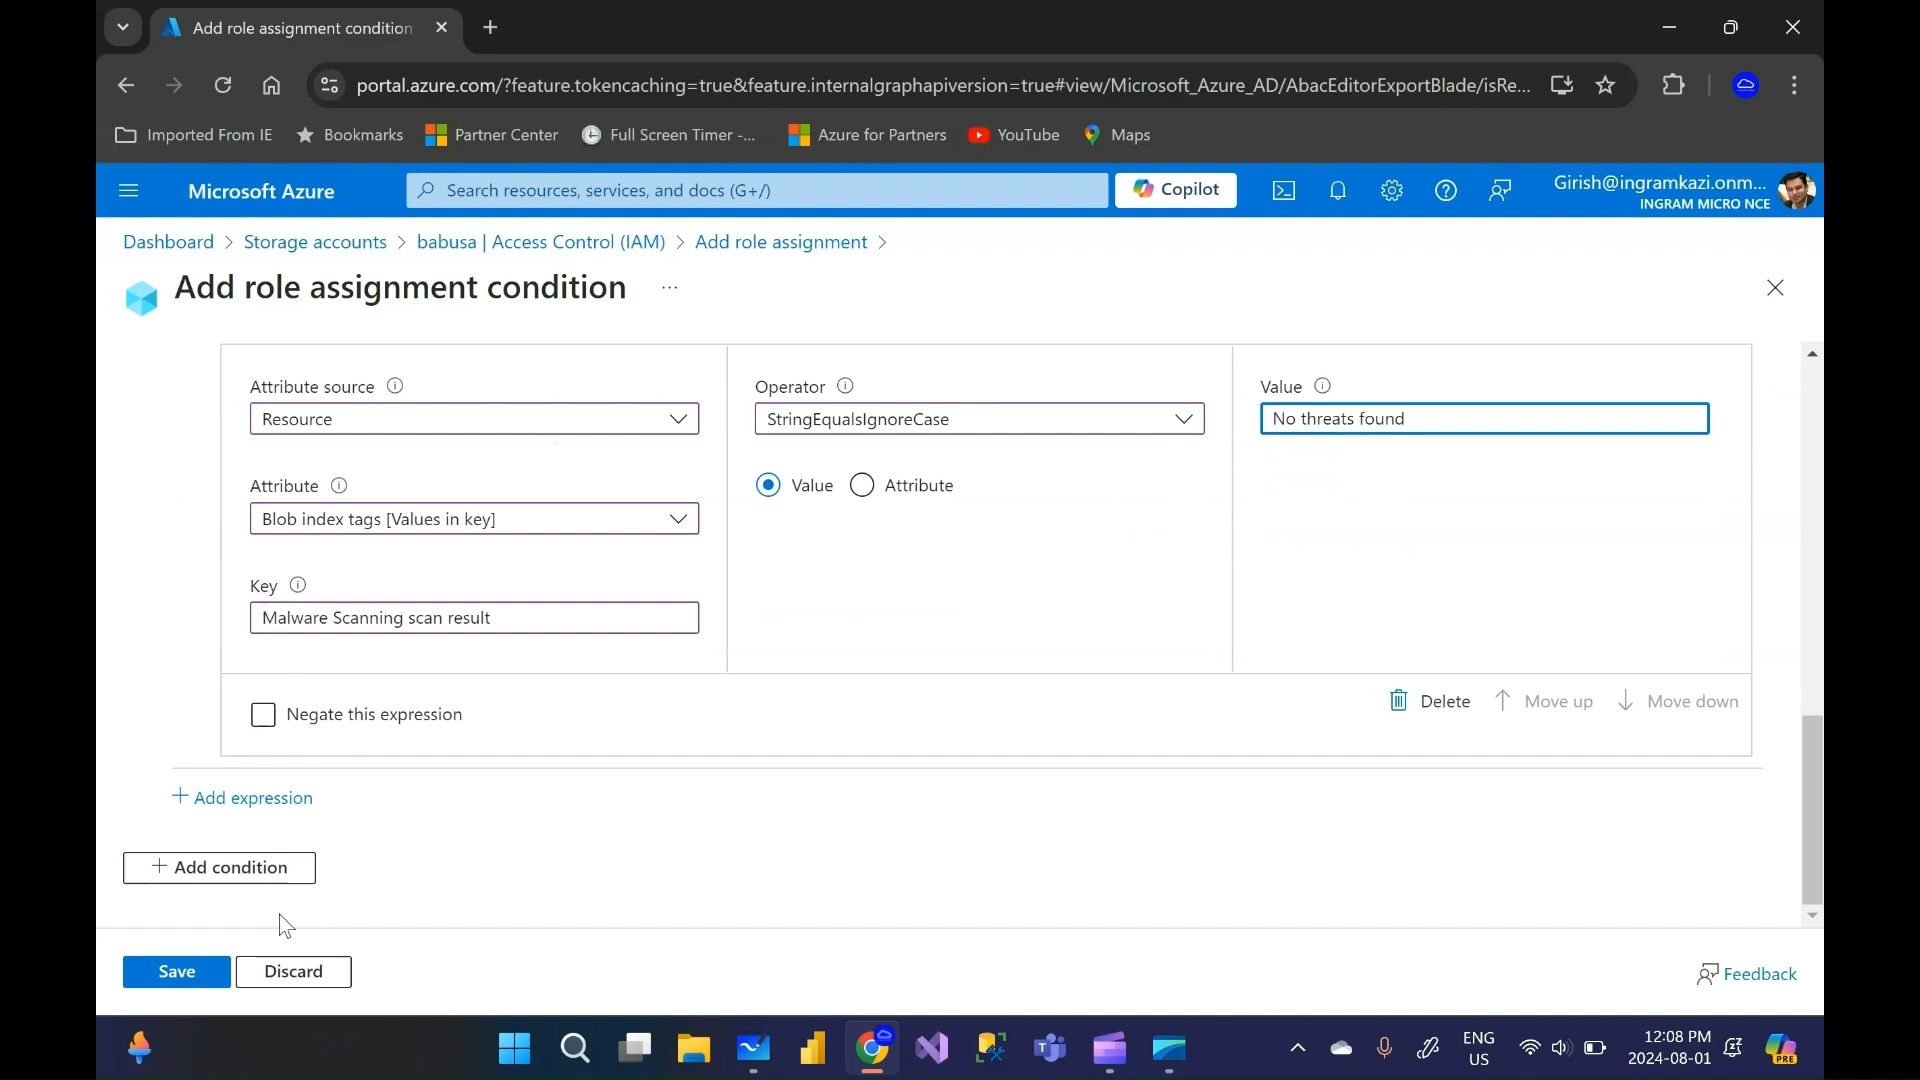 Add role assignment condition
portal.azure.com/?feature.tokencaching=true&feature.internalgraphapiversion=true#view/Microsoft_Azure_AD/AbacEditorExportBlade/isRe...
Imported From IE Bookmarks Partner Center Full Screen Timer -... Azure for Partners YouTube Maps
Microsoft Azure Search resources, services, and docs (G+/) Copilot Girish@ingramkazi.onm...
INGRAM MICRO NCE
Dashboard > Storage accounts > babusa | Access Control (IAM) > Add role assignment >
Add role assignment condition ...
Attribute source Operator Value
Resource StringEqualsIgnoreCase No threats found
Attribute Value Attribute
Blob index tags [Values in key]
Key
Malware Scanning scan result
Negate this expression Delete Move up Move down
+ Add expression
+ Add condition
Save Discard Feedback
ENG
US
12:08 PM
2024-08-01
PRE